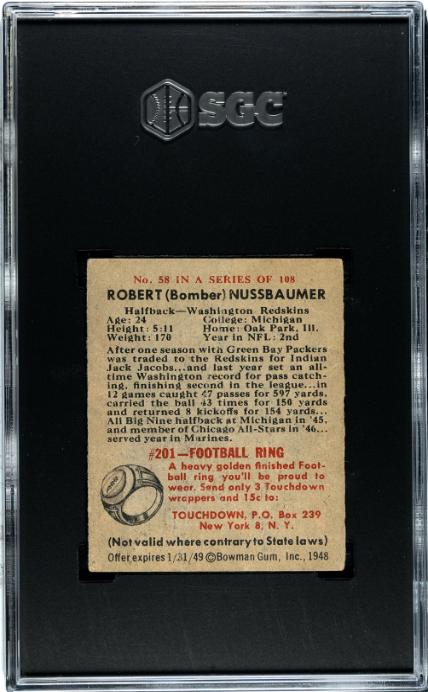 SGC
No. 58 IN A SERIES OF 108
ROBERT (Bomber) NUSSBAUMER
Halfback—Washington Redskins
Age: 24 College: Michigan
Height: 5:11 Home: Oak Park, Ill.
Weight: 170 Year in NFL: 2nd
After one season with Green Bay Packers
was traded to the Redskins for Indian
Jack Jacobs...and last year set an all-
time Washington record for pass catch-
ing, finishing second in the league...in
12 games caught 47 passes for 597 yards,
carried the ball 43 times for 150 yards
and returned 8 kickoffs for 154 yards...
All Big Nine halfback at Michigan in '45,
and member of Chicago All-Stars in '46...
served year in Marines.
#201—FOOTBALL RING
A heavy golden finished Foot-
ball ring you'll be proud to
wear. Send only 3 Touchdown
wrappers and 15c to:
TOUCHDOWN, P.O. Box 239
New York 8, N. Y.
(Not valid where contrary to State laws)
Offer expires 1/31/49 ©Bowman Gum, Inc., 1948